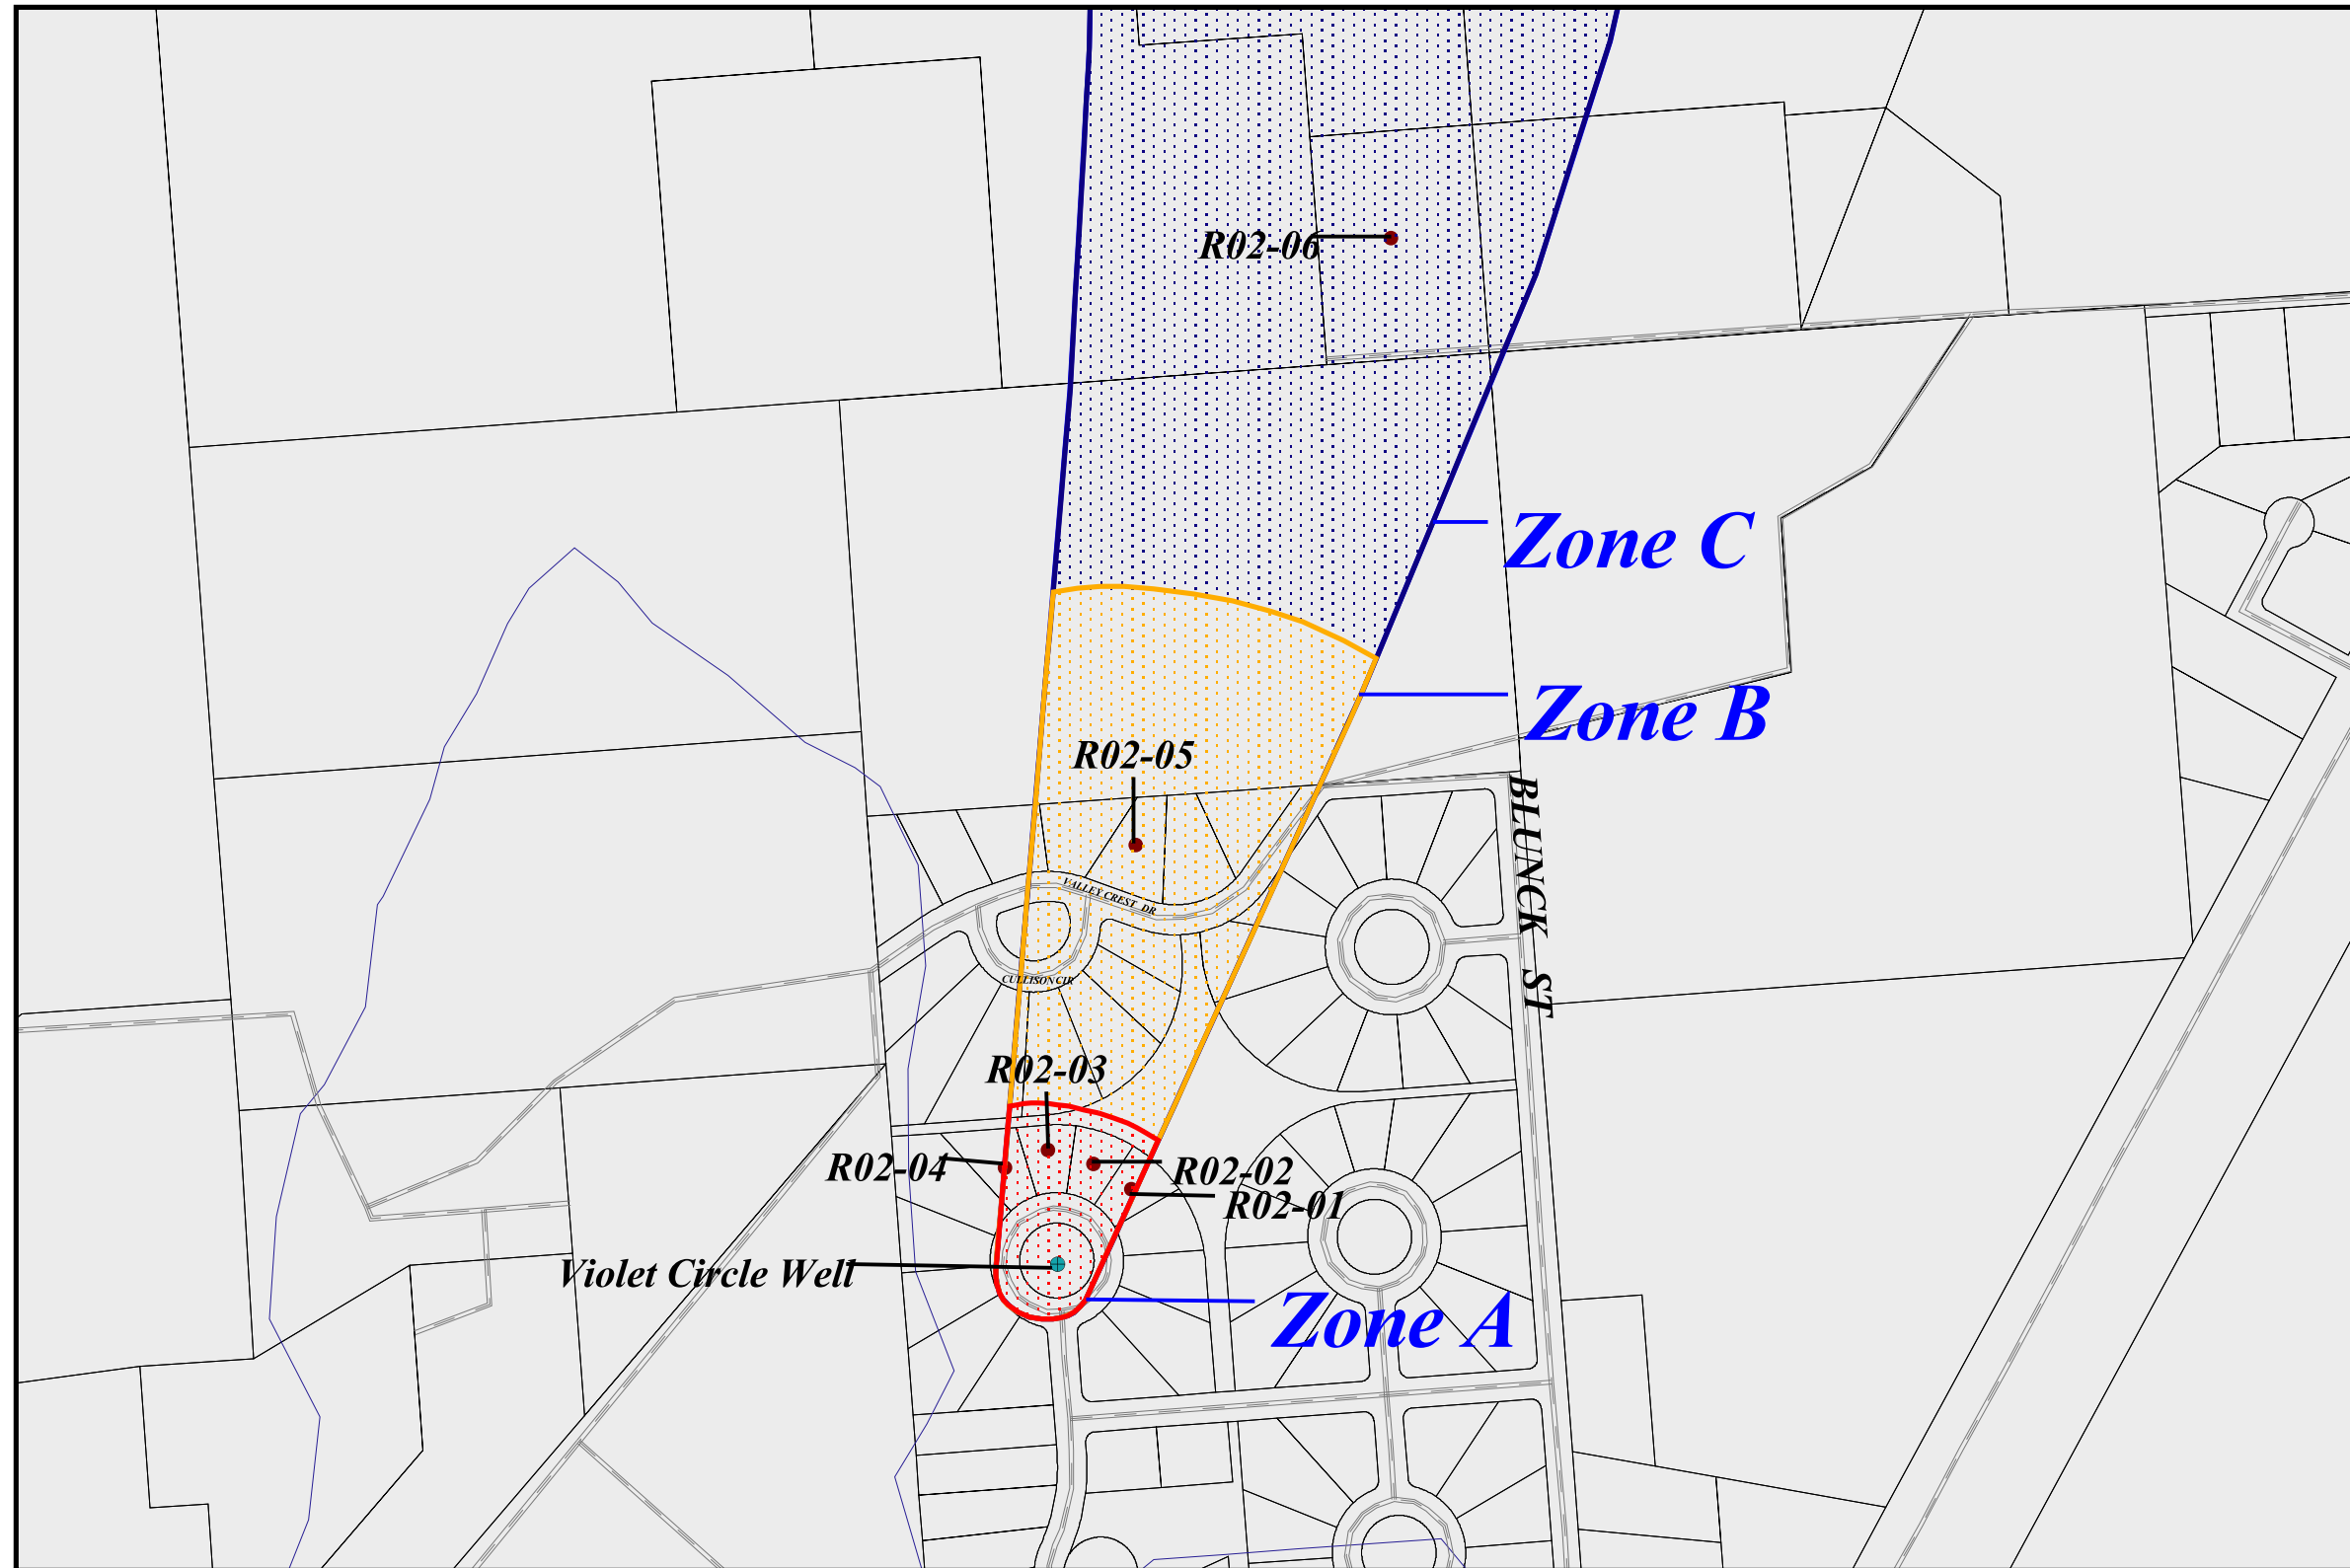 R02-06
Zone C
Zone B
R02-05
BLUNCK ST
VALLEY CREST DR
CULLISON CIR
R02-03
R02-04
R02-02
R02-01
Violet Circle Well
Zone A